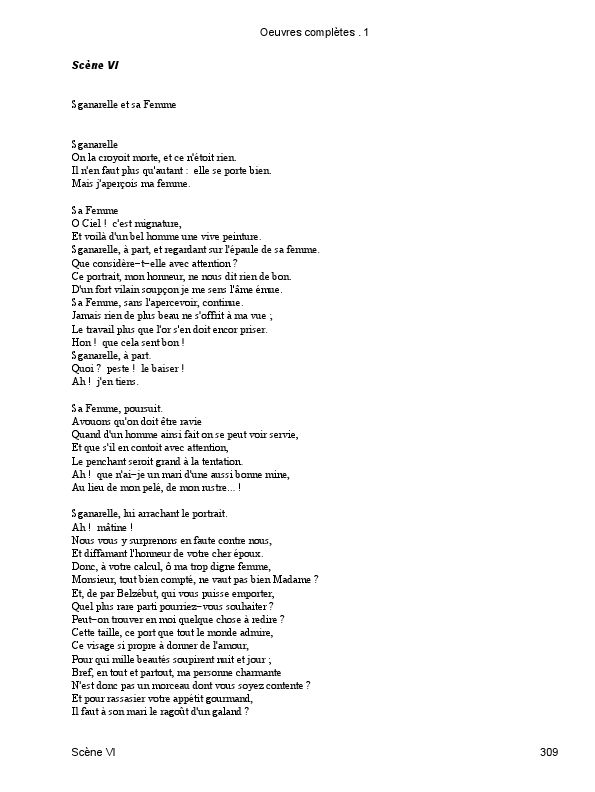 Oeuvres complètes . 1
Scène VI
Sganarelle et sa Femme
Sganarelle
On la croyoit morte, et ce n'étoit rien.
Il n'en faut plus qu'autant : elle se porte bien.
Mais j'aperçois ma femme.
Sa Femme
O Ciel ! c'est mignature,
Et voilà d'un bel homme une vive peinture.
Sganarelle, à part, et regardant sur l'épaule de sa femme.
Que considère-t-elle avec attention ?
Ce portrait, mon honneur, ne nous dit rien de bon.
D'un fort vilain soupçon je me sens l'âme émue.
Sa Femme, sans l'apercevoir, continue.
Jamais rien de plus beau ne s'offrit à ma vue ;
Le travail plus que l'or s'en doit encor priser.
Hon ! que cela sent bon !
Sganarelle, à part.
Quoi ? peste ! le baiser !
Ah ! j'en tiens.
Sa Femme, poursuit.
Avouons qu'on doit être ravie
Quand d'un homme ainsi fait on se peut voir servie,
Et que s'il en contoit avec attention,
Le penchant seroit grand à la tentation.
Ah ! que n'ai-je un mari d'une aussi bonne mine,
Au lieu de mon pelé, de mon rustre... !
Sganarelle, lui arrachant le portrait.
Ah ! mâtine !
Nous vous y surprenons en faute contre nous,
Et diffamant l'honneur de votre cher époux.
Donc, à votre calcul, ô ma trop digne femme,
Monsieur, tout bien compté, ne vaut pas bien Madame ?
Et, de par Belzébut, qui vous puisse emporter,
Quel plus rare parti pourriez-vous souhaiter ?
Peut-on trouver en moi quelque chose à redire ?
Cette taille, ce port que tout le monde admire,
Ce visage si propre à donner de l'amour,
Pour qui mille beautés soupirent nuit et jour ;
Bref, en tout et partout, ma personne charmante
N'est donc pas un morceau dont vous soyez contente ?
Et pour rassasier votre appétit gourmand,
Il faut à son mari le ragoût d'un galand ?
Scène VI 309